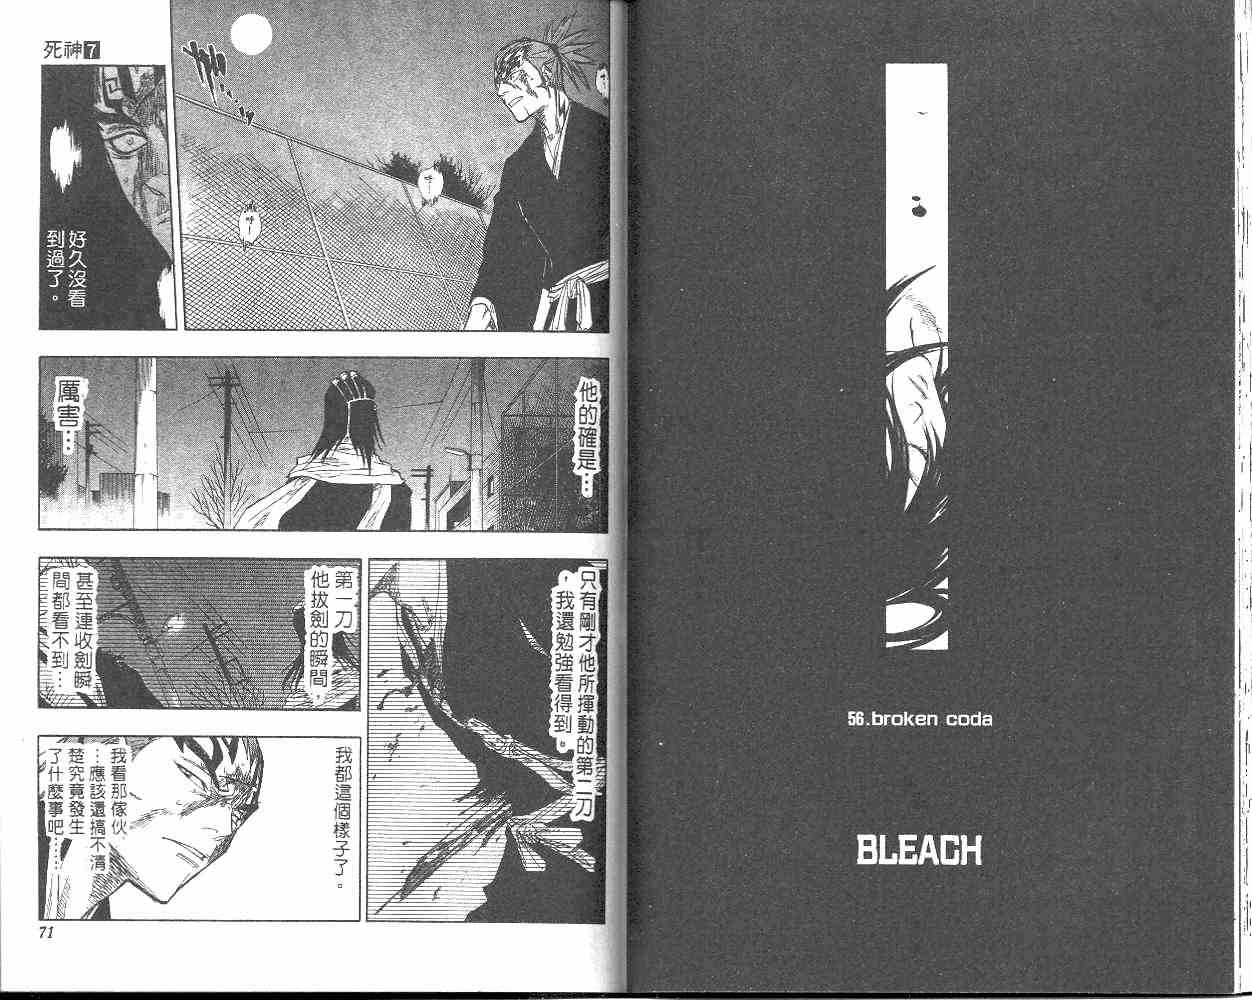 56.broken coda
BLEACH
死神7
呼~
呼~
好久沒看
到過了。
他的確是…
厲害…
只有剛才他所揮動的第二刀
，我還勉強看得到。
第一刀
他拔劍的瞬間，
甚至連收劍瞬
間都看不到…
我都這個樣子了。
我看那傢伙
…應該還搞不清
楚究竟發生
了什麼事吧……
71